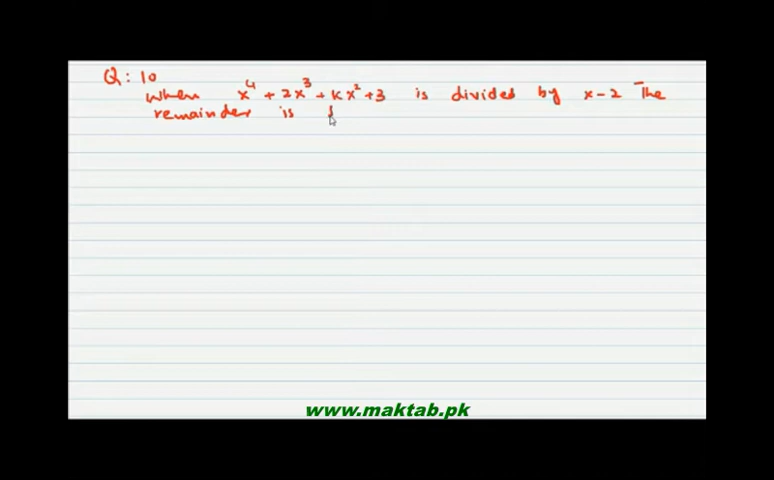 Q: 10
When x⁴ + 2x³ + Kx² + 3 is divided by x - 2 The
remainder is
www.maktab.pk